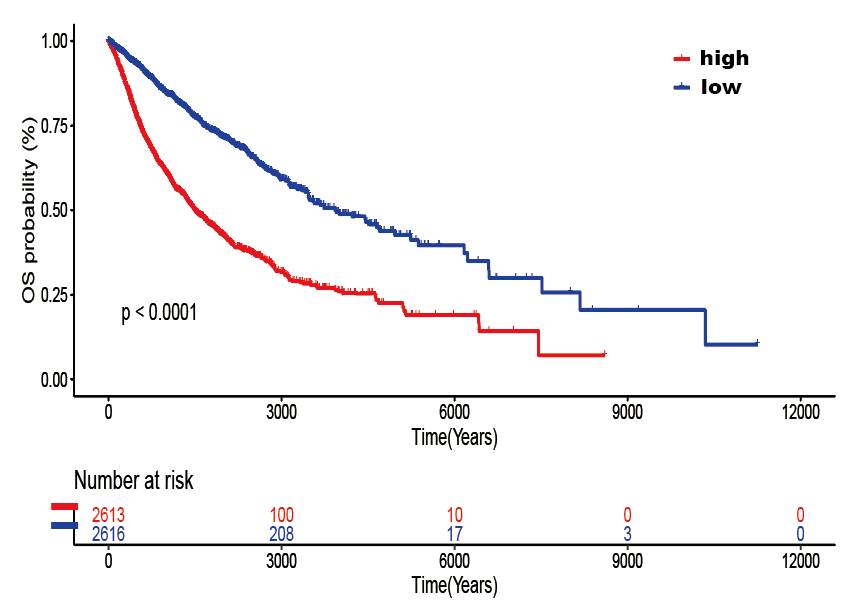 high
low
OS probability (%)
1.00
0.75
0.50
0.25
0.00
p < 0.0001
0 3000 6000 9000 12000
Time(Years)
Number at risk
2613 100 10 0 0
2616 208 17 3 0
0 3000 6000 9000 12000
Time(Years)